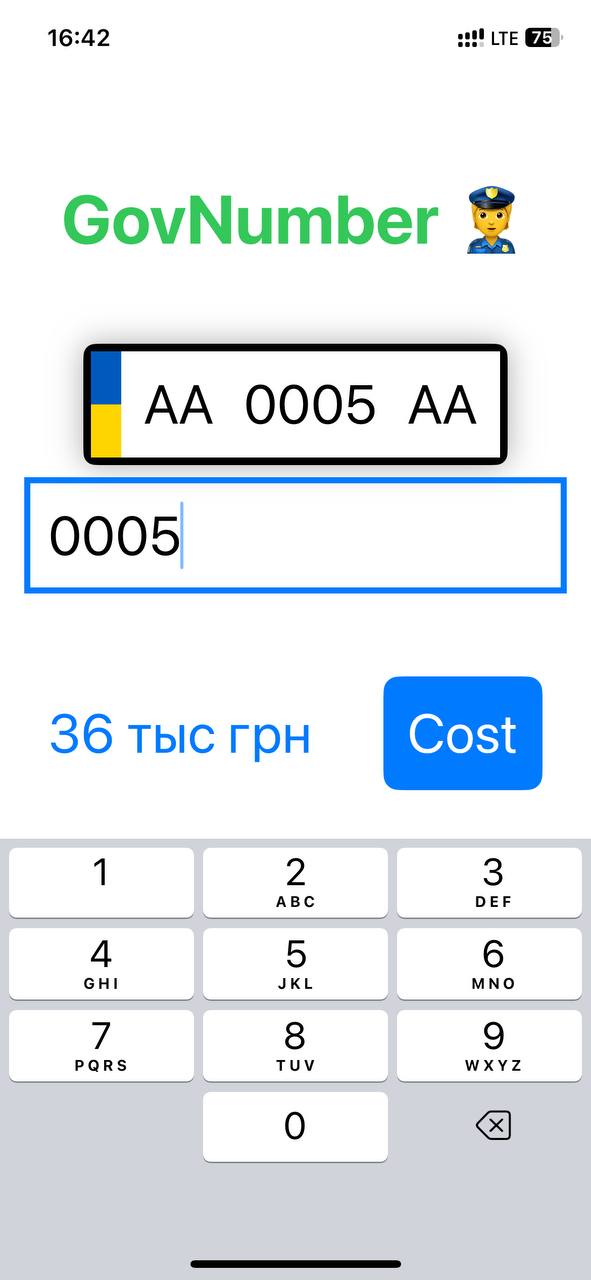 16:42 LTE 75
GovNumber
AA 0005 AA
0005
36 тыс грн Cost
1 2 3
ABC DEF
4 5 6
GHI JKL MNO
7 8 9
PQRS TUV WXYZ
0